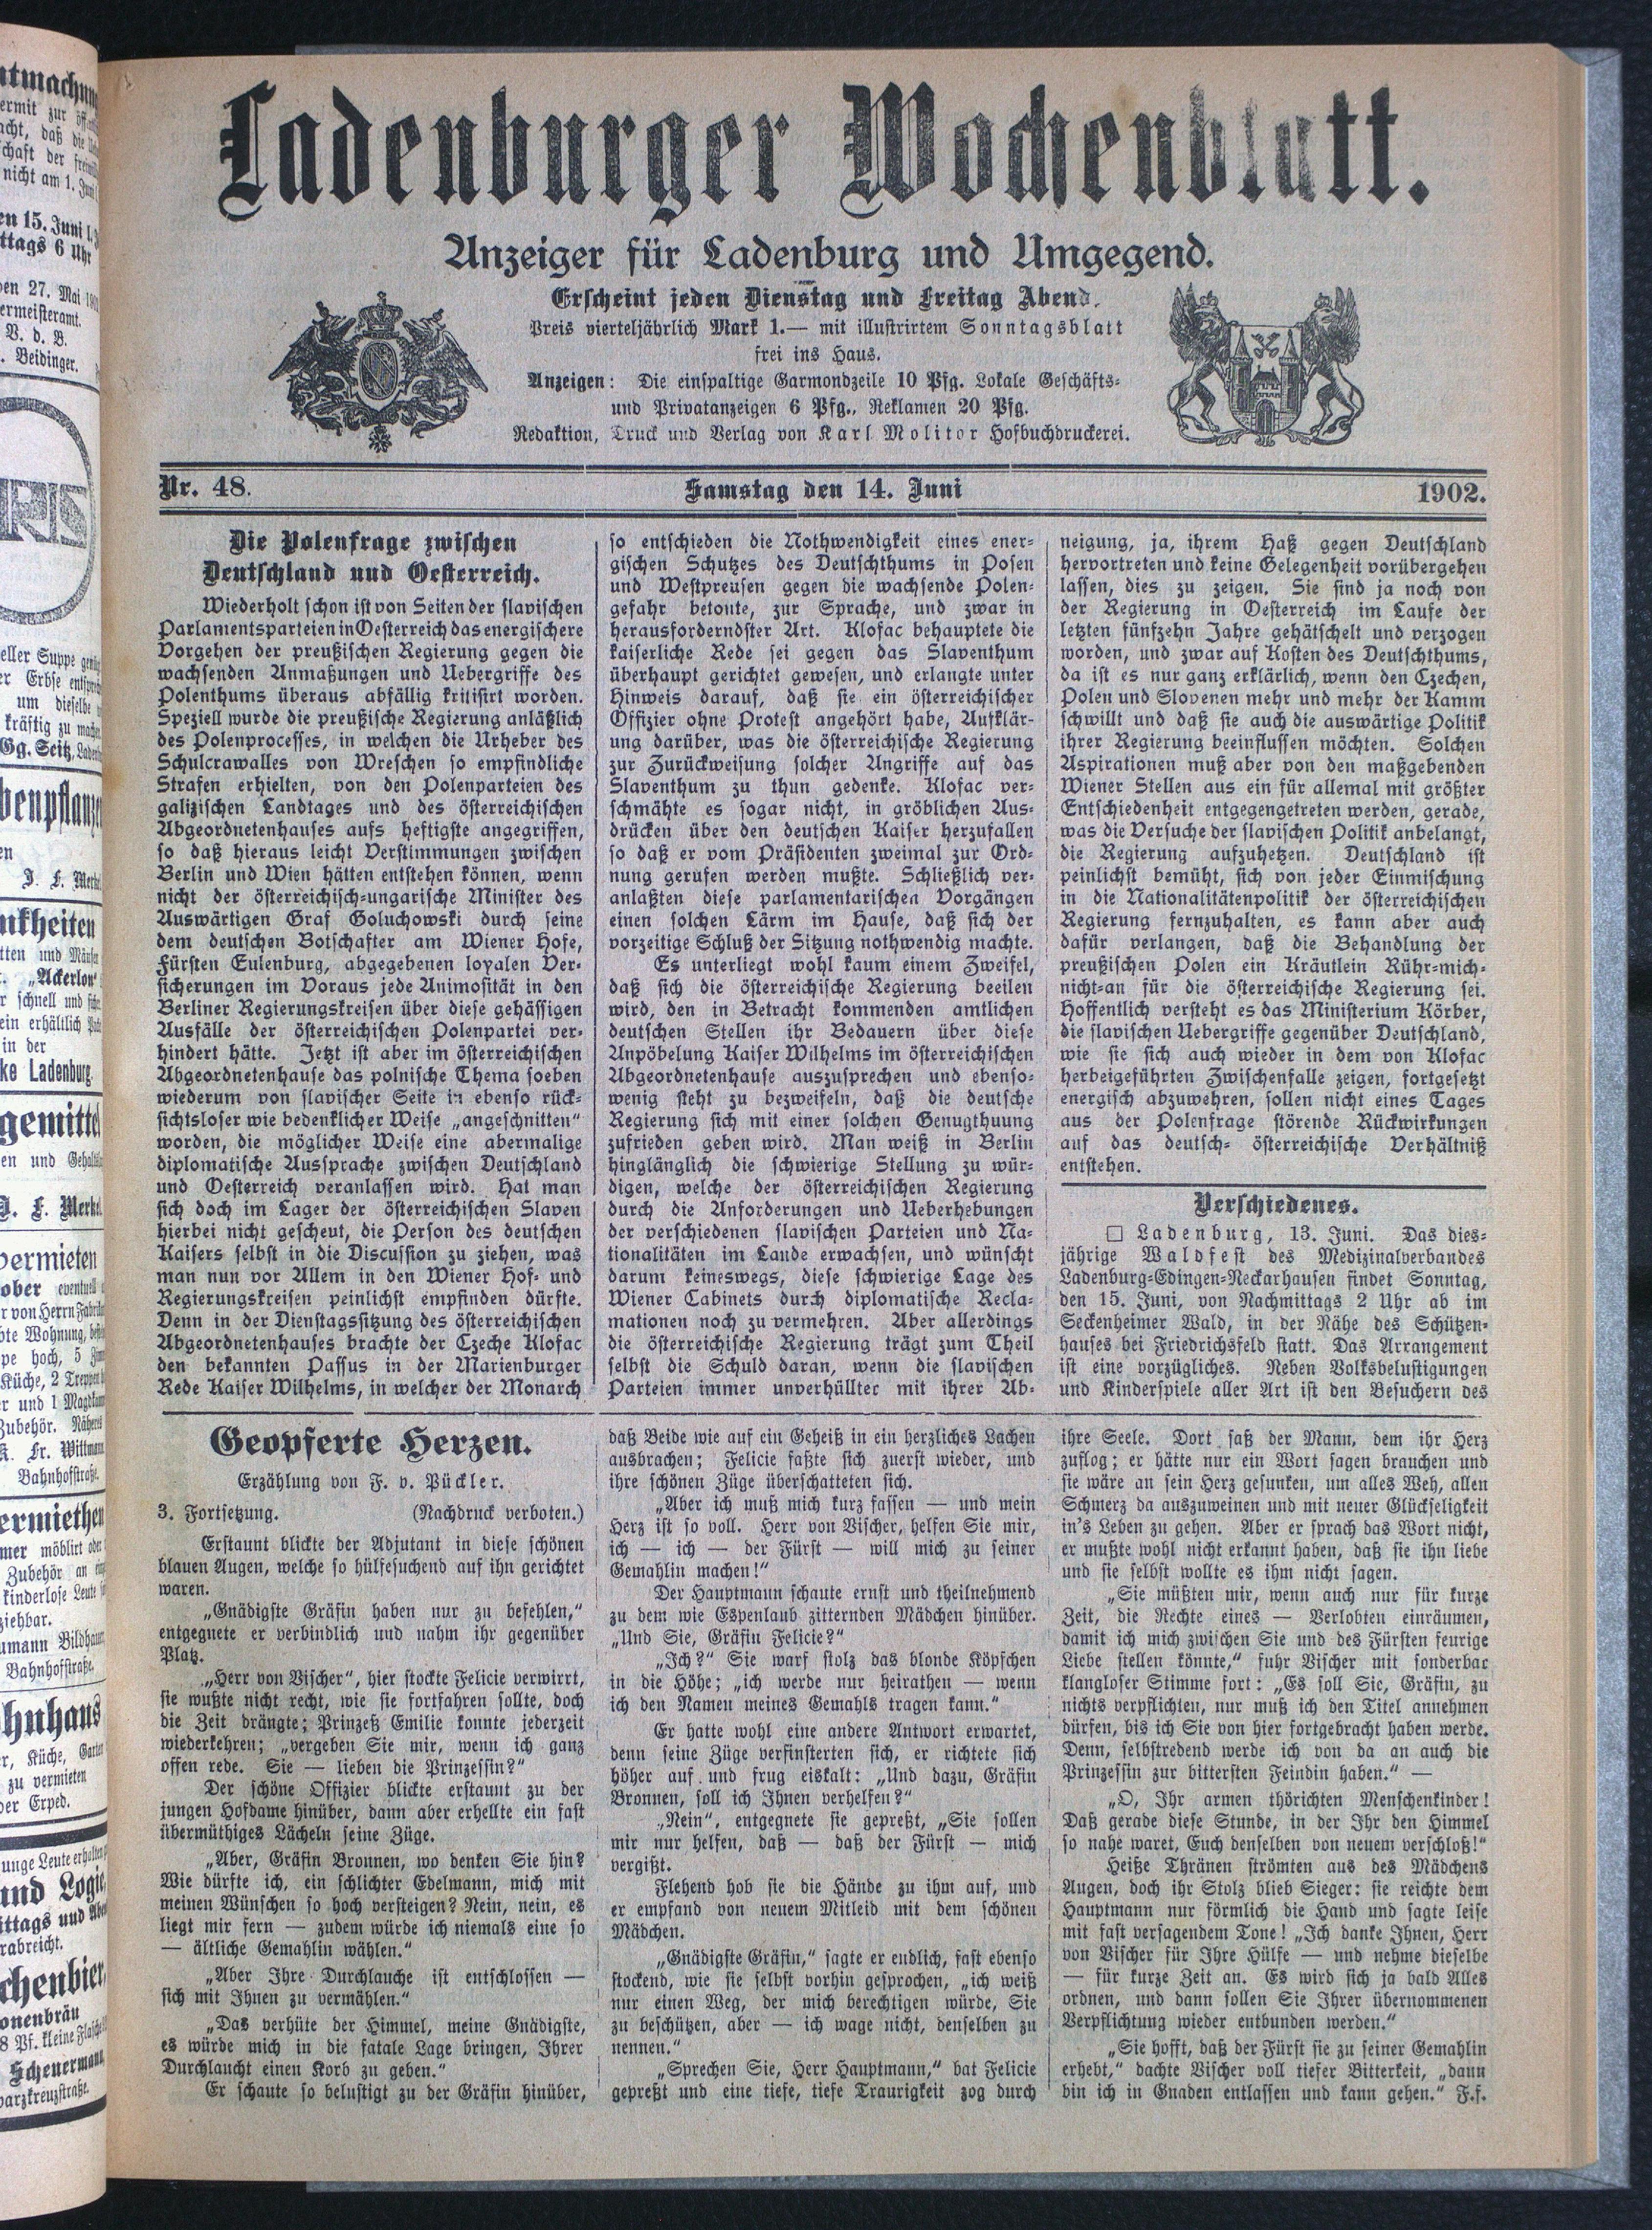 Ladenburger Wochenblatt.
Anzeiger für Ladenburg und Umgegend.
Erscheint jeden Dienstag und Freitag Abend.
Preis vierteljährlich Mark 1.— mit illustrirtem Sonntagsblatt
frei ins Haus.
Anzeigen: Die einspaltige Garmondzeile 10 Pfg. Lokale Geschäfts-
und Privatanzeigen 6 Pfg., Reklamen 20 Pfg.
Redaktion, Druck und Verlag von Karl Molitor Hofbuchdruckerei.
Nr. 48. Samstag den 14. Juni 1902.
Die Polenfrage zwischen
Deutschland und Oesterreich.
Wiederholt schon ist von Seiten der slavischen
Parlamentsparteien in Oesterreich das energischere
Vorgehen der preußischen Regierung gegen die
wachsenden Anmaßungen und Uebergriffe des
Polenthums überaus abfällig kritisirt worden.
Speziell wurde die preußische Regierung anläßlich
des Polenprocesses, in welchen die Urheber des
Schulcrawalles von Wreschen so empfindliche
Strafen erhielten, von den Polenparteien des
galizischen Landtages und des österreichischen
Abgeordnetenhauses aufs heftigste angegriffen,
so daß hieraus leicht Verstimmungen zwischen
Berlin und Wien hätten entstehen können, wenn
nicht der österreichisch-ungarische Minister des
Auswärtigen Graf Goluchowski durch seine
dem deutschen Botschafter am Wiener Hofe,
Fürsten Eulenburg, abgegebenen loyalen Ver-
sicherungen im Voraus jede Animosität in den
Berliner Regierungskreisen über diese gehässigen
Ausfälle der österreichischen Polenpartei ver-
hindert hätte. Jetzt ist aber im österreichischen
Abgeordnetenhause das polnische Thema soeben
wiederum von slavischer Seite in ebenso rück-
sichtsloser wie bedenklicher Weise „angeschnitten“
worden, die möglicher Weise eine abermalige
diplomatische Aussprache zwischen Deutschland
und Oesterreich veranlassen wird. Hat man
sich doch im Lager der österreichischen Slaven
hierbei nicht gescheut, die Person des deutschen
Kaisers selbst in die Discussion zu ziehen, was
man nun vor Allem in den Wiener Hof- und
Regierungskreisen peinlichst empfinden dürfte.
Denn in der Dienstagssitzung des österreichischen
Abgeordnetenhauses brachte der Czeche Klofac
den bekannten Passus in der Marienburger
Rede Kaiser Wilhelms, in welcher der Monarch
so entschieden die Nothwendigkeit eines ener-
gischen Schutzes des Deutschthums in Posen
und Westpreusen gegen die wachsende Polen-
gefahr betonte, zur Sprache, und zwar in
herausforderndster Art. Klofac behauptete die
kaiserliche Rede sei gegen das Slaventhum
überhaupt gerichtet gewesen, und erlangte unter
Hinweis darauf, daß sie ein österreichischer
Offizier ohne Protest angehört habe, Aufklär-
ung darüber, was die österreichische Regierung
zur Zurückweisung solcher Angriffe auf das
Slaventhum zu thun gedenke. Klofac ver-
schmähte es sogar nicht, in gröblichen Aus-
drücken über den deutschen Kaiser herzufallen
so daß er vom Präsidenten zweimal zur Ord-
nung gerufen werden mußte. Schließlich ver-
anlaßten diese parlamentarischen Vorgängen
einen solchen Lärm im Hause, daß sich der
vorzeitige Schluß der Sitzung nothwendig machte.
Es unterliegt wohl kaum einem Zweifel,
daß sich die österreichische Regierung beeilen
wird, den in Betracht kommenden amtlichen
deutschen Stellen ihr Bedauern über diese
Anpöbelung Kaiser Wilhelms im österreichischen
Abgeordnetenhause auszusprechen und ebenso-
wenig steht zu bezweifeln, daß die deutsche
Regierung sich mit einer solchen Genugthuung
zufrieden geben wird. Man weiß in Berlin
hinglänglich die schwierige Stellung zu wür-
digen, welche der österreichischen Regierung
durch die Anforderungen und Ueberhebungen
der verschiedenen slavischen Parteien und Na-
tionalitäten im Lande erwachsen, und wünscht
darum keineswegs, diese schwierige Lage des
Wiener Cabinets durch diplomatische Recla-
mationen noch zu vermehren. Aber allerdings
die österreichische Regierung trägt zum Theil
selbst die Schuld daran, wenn die slavischen
Parteien immer unverhüllter mit ihrer Ab-
neigung, ja, ihrem Haß gegen Deutschland
hervortreten und keine Gelegenheit vorübergehen
lassen, dies zu zeigen. Sie sind ja noch von
der Regierung in Oesterreich im Laufe der
letzten fünfzehn Jahre gehätschelt und verzogen
worden, und zwar auf Kosten des Deutschthums,
da ist es nur ganz erklärlich, wenn den Czechen,
Polen und Slovenen mehr und mehr der Kamm
schwillt und daß sie auch die auswärtige Politik
ihrer Regierung beeinflussen möchten. Solchen
Aspirationen muß aber von den maßgebenden
Wiener Stellen aus ein für allemal mit größter
Entschiedenheit entgegengetreten werden, gerade,
was die Versuche der slavischen Politik anbelangt,
die Regierung aufzuhetzen. Deutschland ist
peinlichst bemüht, sich von jeder Einmischung
in die Nationalitätenpolitik der österreichischen
Regierung fernzuhalten, es kann aber auch
dafür verlangen, daß die Behandlung der
preußischen Polen ein Kräutlein Rühr-mich-
nicht-an für die österreichische Regierung sei.
Hoffentlich versteht es das Ministerium Körber,
die slavischen Uebergriffe gegenüber Deutschland,
wie sie sich auch wieder in dem von Klofac
herbeigeführten Zwischenfalle zeigen, fortgesetzt
energisch abzuwehren, sollen nicht eines Tages
aus der Polenfrage störende Rückwirkungen
auf das deutsch- österreichische Verhältniß
entstehen.
Verschiedenes.
□ Ladenburg, 13. Juni. Das dies-
jährige Waldfest des Medizinalverbandes
Ladenburg-Edingen-Neckarhausen findet Sonntag,
den 15. Juni, von Nachmittags 2 Uhr ab im
Seckenheimer Wald, in der Nähe des Schützen-
hauses bei Friedrichsfeld statt. Das Arrangement
ist eine vorzügliches. Neben Volksbelustigungen
und Kinderspiele aller Art ist den Besuchern des
Geopferte Herzen.
Erzählung von F. v. Pückler.
3. Fortsetzung. (Nachdruck verboten.)
Erstaunt blickte der Adjutant in diese schönen
blauen Augen, welche so hülfesuchend auf ihn gerichtet
waren.
„Gnädigste Gräfin haben nur zu befehlen,“
entgegnete er verbindlich und nahm ihr gegenüber
Platz.
„Herr von Vischer“, hier stockte Felicie verwirrt,
sie wußte nicht recht, wie sie fortfahren sollte, doch
die Zeit drängte; Prinzeß Emilie konnte jederzeit
wiederkehren; „vergeben Sie mir, wenn ich ganz
offen rede. Sie — lieben die Prinzessin?“
Der schöne Offizier blickte erstaunt zu der
jungen Hofdame hinüber, dann aber erhellte ein fast
übermüthiges Lächeln seine Züge.
„Aber, Gräfin Bronnen, wo denken Sie hin?
Wie dürfte ich, ein schlichter Edelmann, mich mit
meinen Wünschen so hoch versteigen? Nein, nein, es
liegt mir fern — zudem würde ich niemals eine so
— ältliche Gemahlin wählen.“
„Aber Ihre Durchlauche ist entschlossen —
sich mit Ihnen zu vermählen.“
„Das verhüte der Himmel, meine Gnädigste,
es würde mich in die fatale Lage bringen, Ihrer
Durchlaucht einen Korb zu geben.“
Er schaute so belustigt zu der Gräfin hinüber,
daß Beide wie auf ein Geheiß in ein herzliches Lachen
ausbrachen; Felicie faßte sich zuerst wieder, und
ihre schönen Züge überschatteten sich.
„Aber ich muß mich kurz fassen — und mein
Herz ist so voll. Herr von Vischer, helfen Sie mir,
ich — ich — der Fürst — will mich zu seiner
Gemahlin machen!“
Der Hauptmann schaute ernst und theilnehmend
zu dem wie Espenlaub zitternden Mädchen hinüber.
„Und Sie, Gräfin Felicie?“
„Ich?“ Sie warf stolz das blonde Köpfchen
in die Höhe; „ich werde nur heirathen — wenn
ich den Namen meines Gemahls tragen kann.“
Er hatte wohl eine andere Antwort erwartet,
denn seine Züge verfinsterten sich, er richtete sich
höher auf und frug eiskalt: „Und dazu, Gräfin
Bronnen, soll ich Ihnen verhelfen?“
„Nein“, entgegnete sie gepreßt, „Sie sollen
mir nur helfen, daß — daß der Fürst — mich
vergißt.
Flehend hob sie die Hände zu ihm auf, und
er empfand von neuem Mitleid mit dem schönen
Mädchen.
„Gnädigste Gräfin,“ sagte er endlich, fast ebenso
stockend, wie sie selbst vorhin gesprochen, „ich weiß
nur einen Weg, der mich berechtigen würde, Sie
zu beschützen, aber — ich wage nicht, denselben zu
nennen.“
„Sprechen Sie, Herr Hauptmann,“ bat Felicie
gepreßt und eine tiefe, tiefe Traurigkeit zog durch
ihre Seele. Dort saß der Mann, dem ihr Herz
zuflog; er hätte nur ein Wort sagen brauchen und
sie wäre an sein Herz gesunken, um alles Weh, allen
Schmerz da auszuweinen und mit neuer Glückseligkeit
in's Leben zu gehen. Aber er sprach das Wort nicht,
er mußte wohl nicht erkannt haben, daß sie ihn liebe
und sie selbst wollte es ihm nicht sagen.
„Sie müßten mir, wenn auch nur für kurze
Zeit, die Rechte eines — Verlobten einräumen,
damit ich mich zwischen Sie und des Fürsten feurige
Liebe stellen könnte,“ fuhr Vischer mit sonderbar
klangloser Stimme fort: „Es soll Sie, Gräfin, zu
nichts verpflichten, nur muß ich den Titel annehmen
dürfen, bis ich Sie von hier fortgebracht haben werde.
Denn, selbstredend werde ich von da an auch die
Prinzessin zur bittersten Feindin haben.“ —
„O, Ihr armen thörichten Menschenkinder!
Daß gerade diese Stunde, in der Ihr den Himmel
so nahe waret, Euch denselben von neuem verschloß!“
Heiße Thränen strömten aus des Mädchens
Augen, doch ihr Stolz blieb Sieger: sie reichte dem
Hauptmann nur förmlich die Hand und sagte leise
mit fast versagendem Tone! „Ich danke Ihnen, Herr
von Vischer für Ihre Hülfe — und nehme dieselbe
— für kurze Zeit an. Es wird sich ja bald Alles
ordnen, und dann sollen Sie Ihrer übernommenen
Verpflichtung wieder entbunden werden.“
„Sie hofft, daß der Fürst sie zu seiner Gemahlin
erhebt,“ dachte Vischer voll tiefer Bitterkeit, „dann
bin ich in Gnaden entlassen und kann gehen.“ F.f.